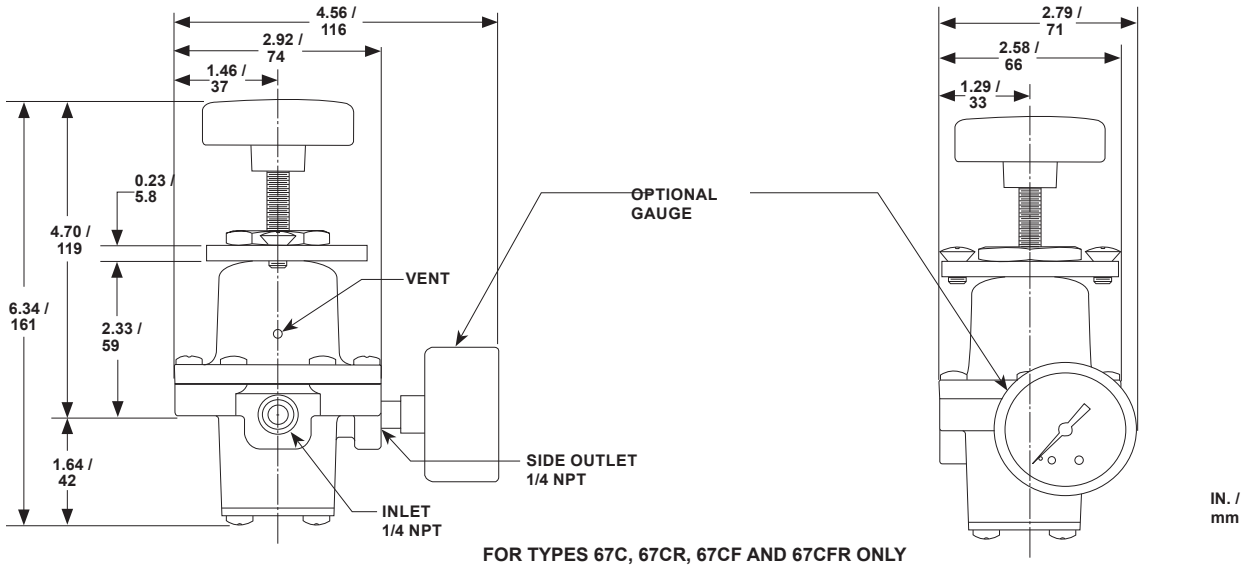 4.56 /
116
2.92 /
74
1.46 /
37
0.23 /
5.8
4.70 /
119
6.34 /
161
2.33 /
59
1.64 /
42
VENT
OPTIONAL
GAUGE
SIDE OUTLET
1/4 NPT
INLET
1/4 NPT
2.79 /
71
2.58 /
66
1.29 /
33
IN. /
mm
FOR TYPES 67C, 67CR, 67CF AND 67CFR ONLY